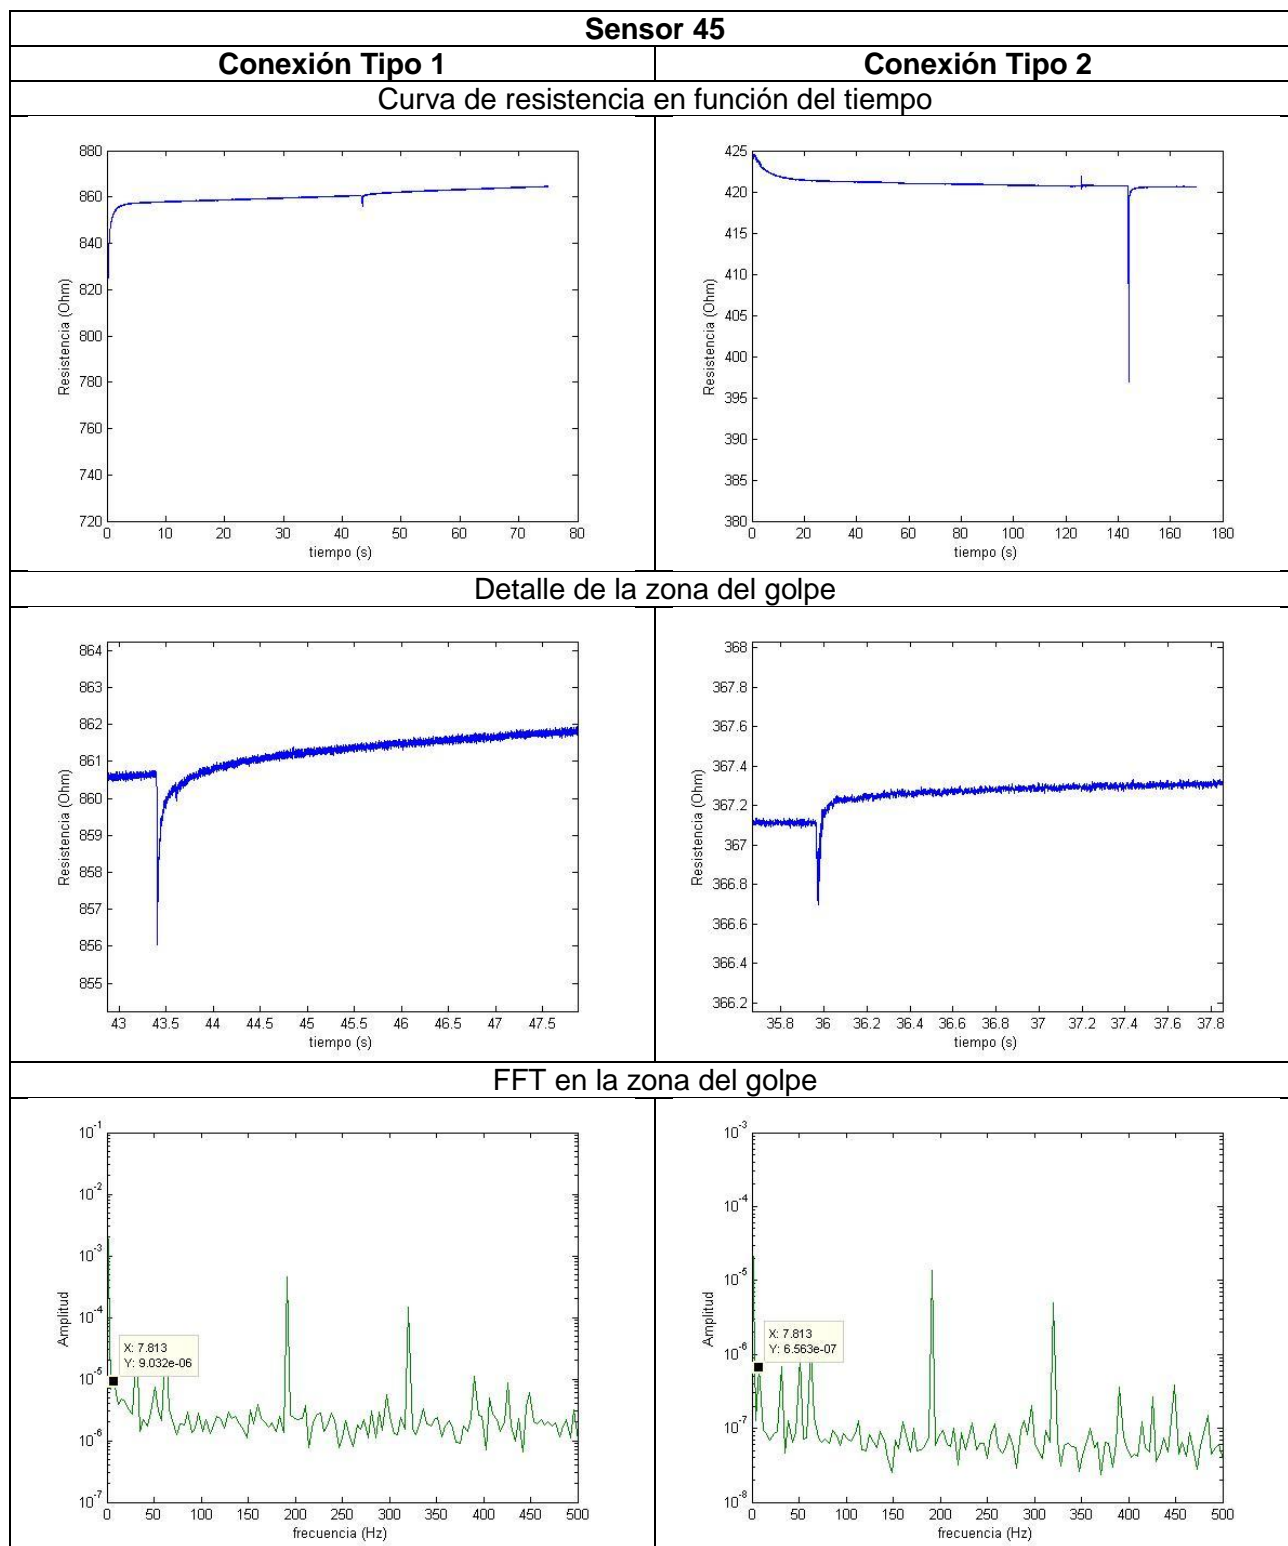 Sensor 45
Conexión Tipo 1
Conexión Tipo 2
Curva de resistencia en función del tiempo
880
860
840
820
800
780
760
740
720
Resistencia (Ohm)
0 10 20 30 40 50 60 70 80
tiempo (s)
425
420
415
410
405
400
395
390
385
380
Resistencia (Ohm)
0 20 40 60 80 100 120 140 160 180
tiempo (s)
Detalle de la zona del golpe
864
863
862
861
860
859
858
857
856
855
Resistencia (Ohm)
43 43.5 44 44.5 45 45.5 46 46.5 47 47.5
tiempo (s)
368
367.8
367.6
367.4
367.2
367
366.8
366.6
366.4
366.2
Resistencia (Ohm)
35.8 36 36.2 36.4 36.6 36.8 37 37.2 37.4 37.6 37.8
tiempo (s)
FFT en la zona del golpe
10^-1
10^-2
10^-3
10^-4
10^-5
10^-6
10^-7
Amplitud
X: 7.813
Y: 9.032e-06
0 50 100 150 200 250 300 350 400 450 500
frecuencia (Hz)
10^-3
10^-4
10^-5
10^-6
10^-7
10^-8
Amplitud
X: 7.813
Y: 6.563e-07
0 50 100 150 200 250 300 350 400 450 500
frecuencia (Hz)